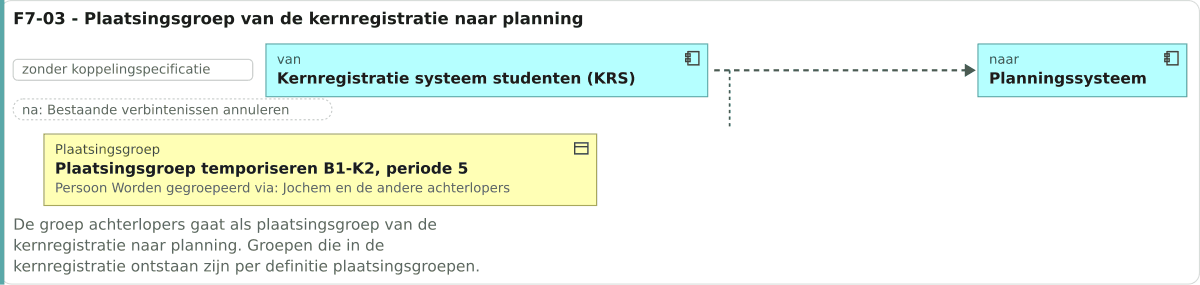 F7-03 - Plaatsingsgroep van de kernregistratie naar planning
zonder koppelingspecificatie
van
Kernregistratie systeem studenten (KRS)
naar
Planningssysteem
na: Bestaande verbintenissen annuleren
Plaatsingsgroep
Plaatsingsgroep temporiseren B1-K2, periode 5
Persoon Worden gegroepeerd via: Jochem en de andere achterlopers
De groep achterlopers gaat als plaatsingsgroep van de
kernregistratie naar planning. Groepen die in de
kernregistratie ontstaan zijn per definitie plaatsingsgroepen.